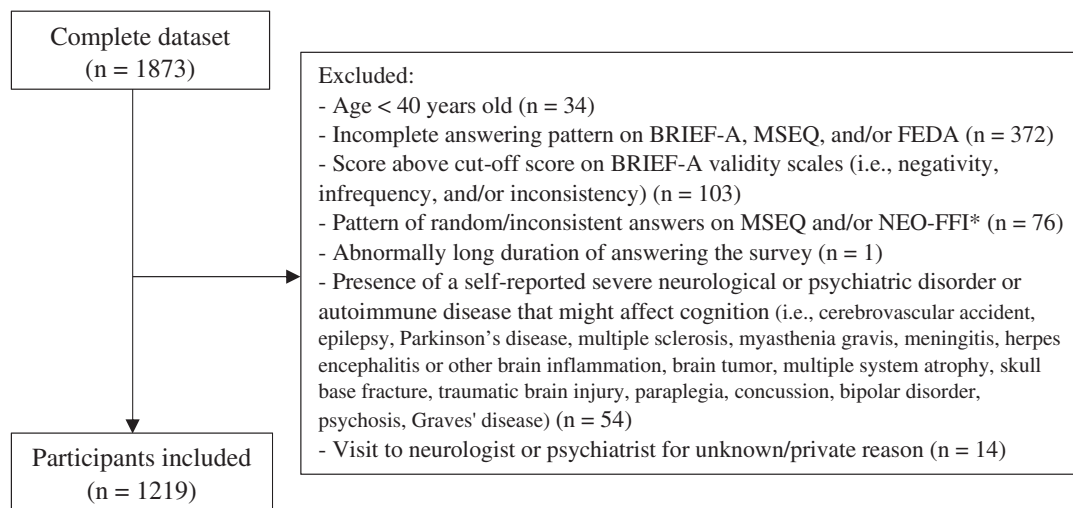 Complete dataset
(n = 1873)
Excluded:
- Age < 40 years old (n = 34)
- Incomplete answering pattern on BRIEF-A, MSEQ, and/or FEDA (n = 372)
- Score above cut-off score on BRIEF-A validity scales (i.e., negativity,
infrequency, and/or inconsistency) (n = 103)
- Pattern of random/inconsistent answers on MSEQ and/or NEO-FFI* (n = 76)
- Abnormally long duration of answering the survey (n = 1)
- Presence of a self-reported severe neurological or psychiatric disorder or
autoimmune disease that might affect cognition (i.e., cerebrovascular accident,
epilepsy, Parkinson’s disease, multiple sclerosis, myasthenia gravis, meningitis, herpes
encephalitis or other brain inflammation, brain tumor, multiple system atrophy, skull
base fracture, traumatic brain injury, paraplegia, concussion, bipolar disorder,
psychosis, Graves' disease) (n = 54)
- Visit to neurologist or psychiatrist for unknown/private reason (n = 14)
Participants included
(n = 1219)